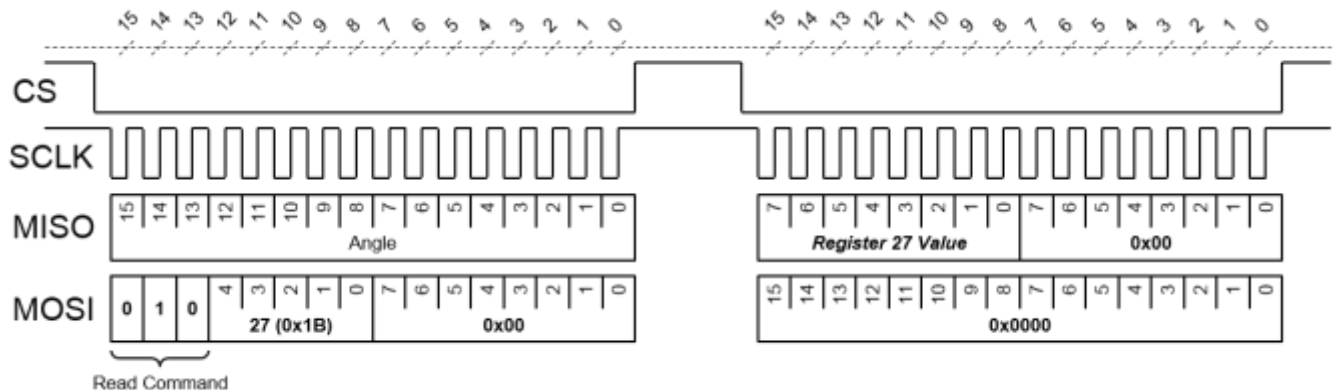 15 14 13 12 11 10 9 8 7 6 5 4 3 2 1 0 15 14 13 12 11 10 9 8 7 6 5 4 3 2 1 0
CS
SCLK
MISO 15 14 13 12 11 10 9 8 7 6 5 4 3 2 1 0 7 6 5 4 3 2 1 0 7 6 5 4 3 2 1 0
Angle Register 27 Value 0x00
MOSI 0 1 0 4 3 2 1 0 7 6 5 4 3 2 1 0 15 14 13 12 11 10 9 8 7 6 5 4 3 2 1 0
27 (0x1B) 0x00 0x0000
Read Command